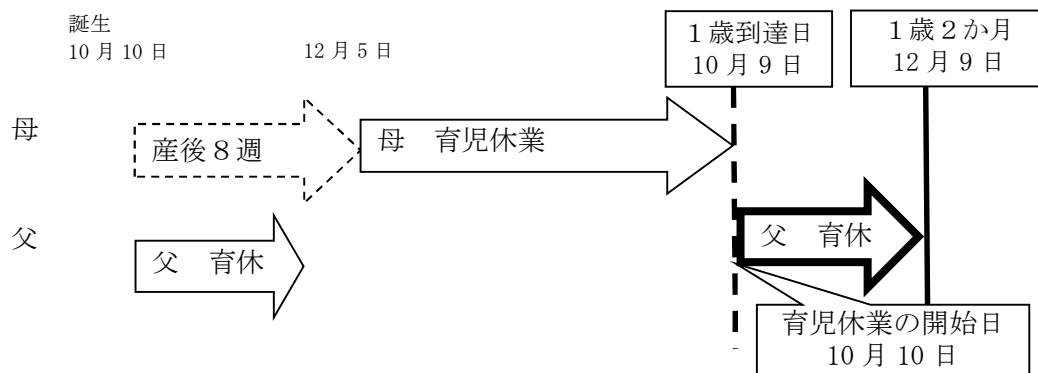 誕生
10月10日
12月5日
1歳到達日
10月9日
1歳2か月
12月9日
母
産後8週
母　育児休業
父
父　育休
父　育休
育児休業の開始日
10月10日